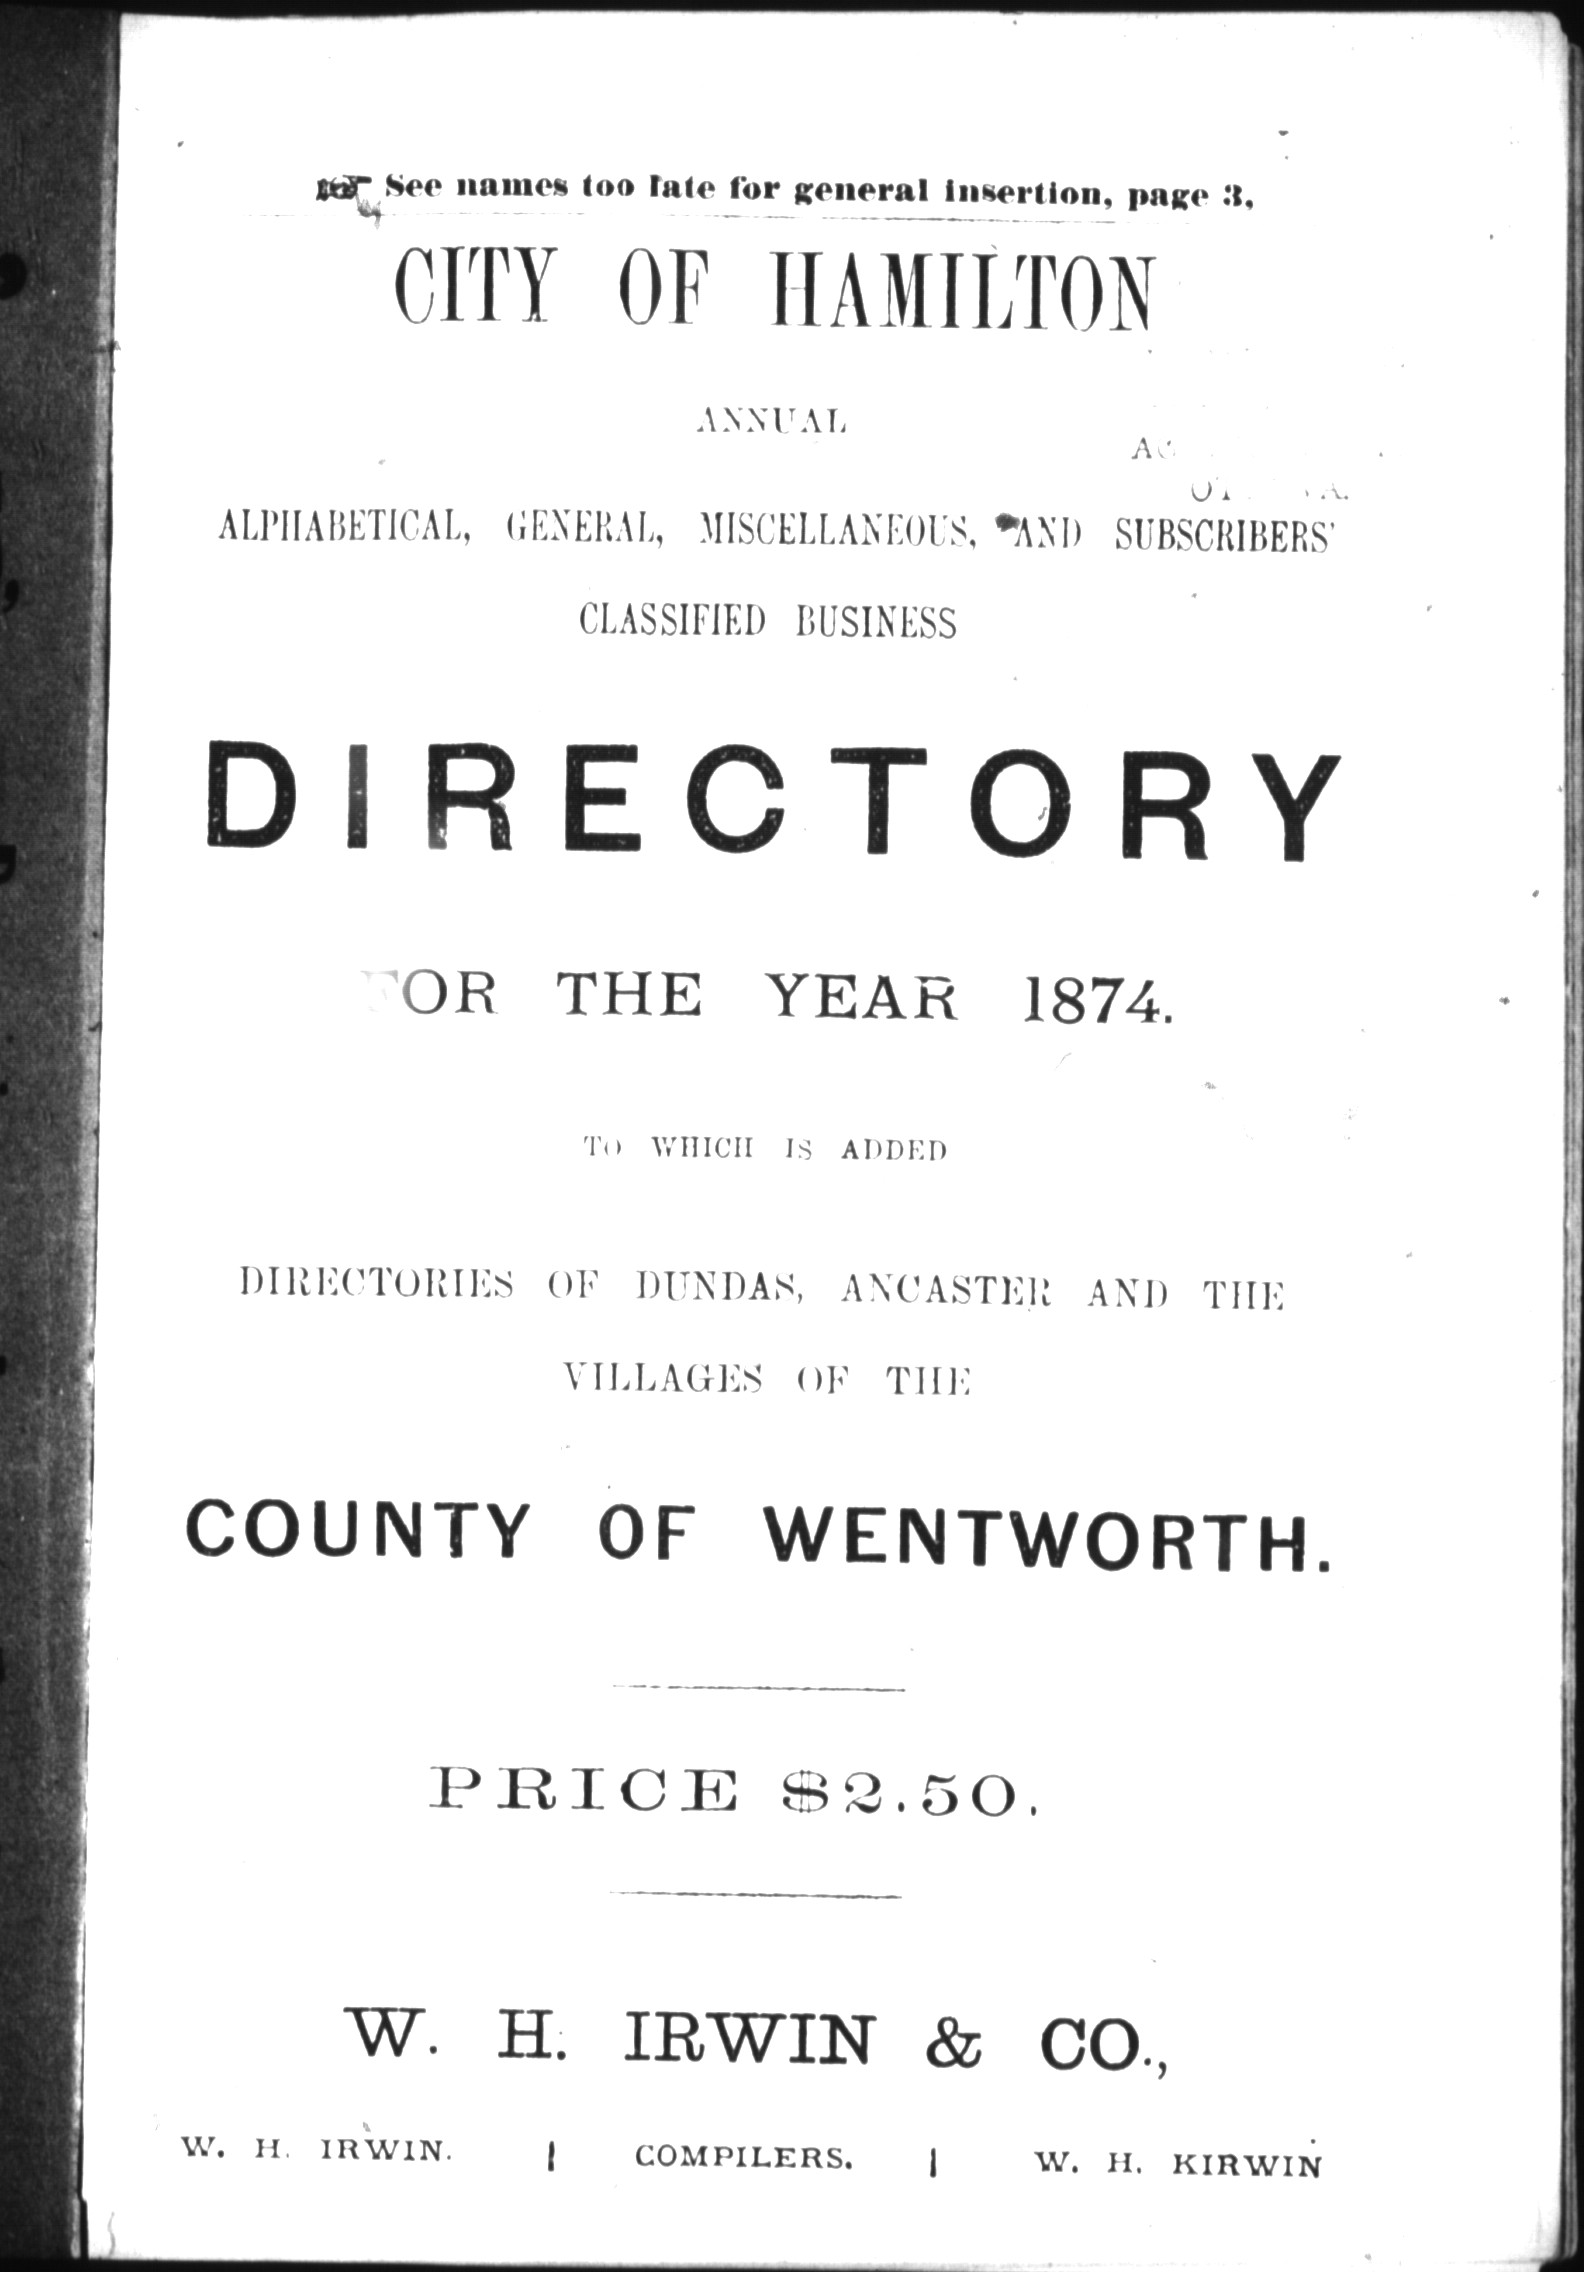 ☞ See names too late for general insertion, page 3.
CITY OF HAMILTON
ANNUAL
ALPHABETICAL, GENERAL, MISCELLANEOUS, AND SUBSCRIBERS'
CLASSIFIED BUSINESS
DIRECTORY
FOR THE YEAR 1874.
TO WHICH IS ADDED
DIRECTORIES OF DUNDAS, ANCASTER AND THE
VILLAGES OF THE
COUNTY OF WENTWORTH.
PRICE $2.50.
W. H. IRWIN & CO.,
W. H. IRWIN. | COMPILERS. | W. H. KIRWIN